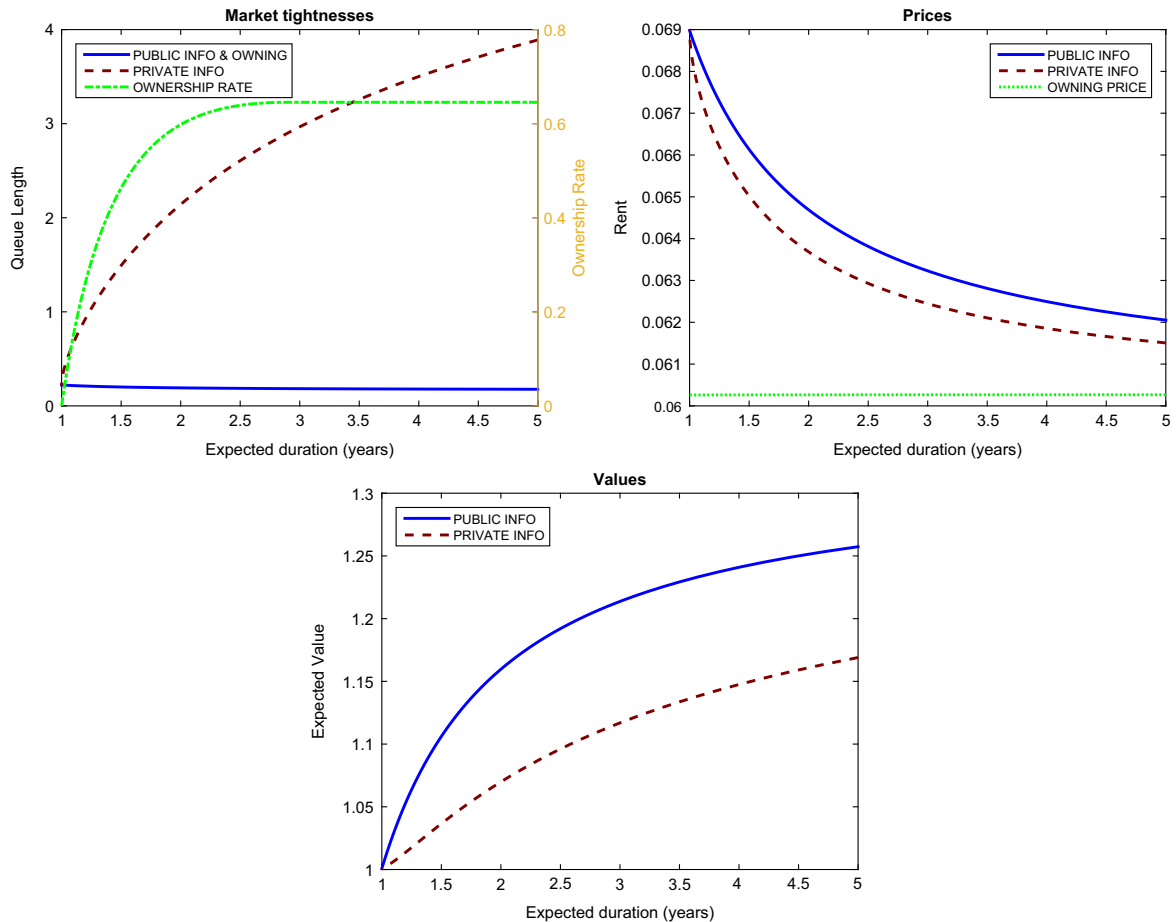 Market tightnesses
PUBLIC INFO & OWNING
PRIVATE INFO
OWNERSHIP RATE
Queue Length
4
3
2
1
0
Ownership Rate
0.8
0.6
0.4
0.2
0
1 1.5 2 2.5 3 3.5 4 4.5 5
Expected duration (years)
Prices
PUBLIC INFO
PRIVATE INFO
OWNING PRICE
Rent
0.069
0.068
0.067
0.066
0.065
0.064
0.063
0.062
0.061
0.06
1 1.5 2 2.5 3 3.5 4 4.5 5
Expected duration (years)
Values
PUBLIC INFO
PRIVATE INFO
Expected Value
1.3
1.25
1.2
1.15
1.1
1.05
1
1 1.5 2 2.5 3 3.5 4 4.5 5
Expected duration (years)